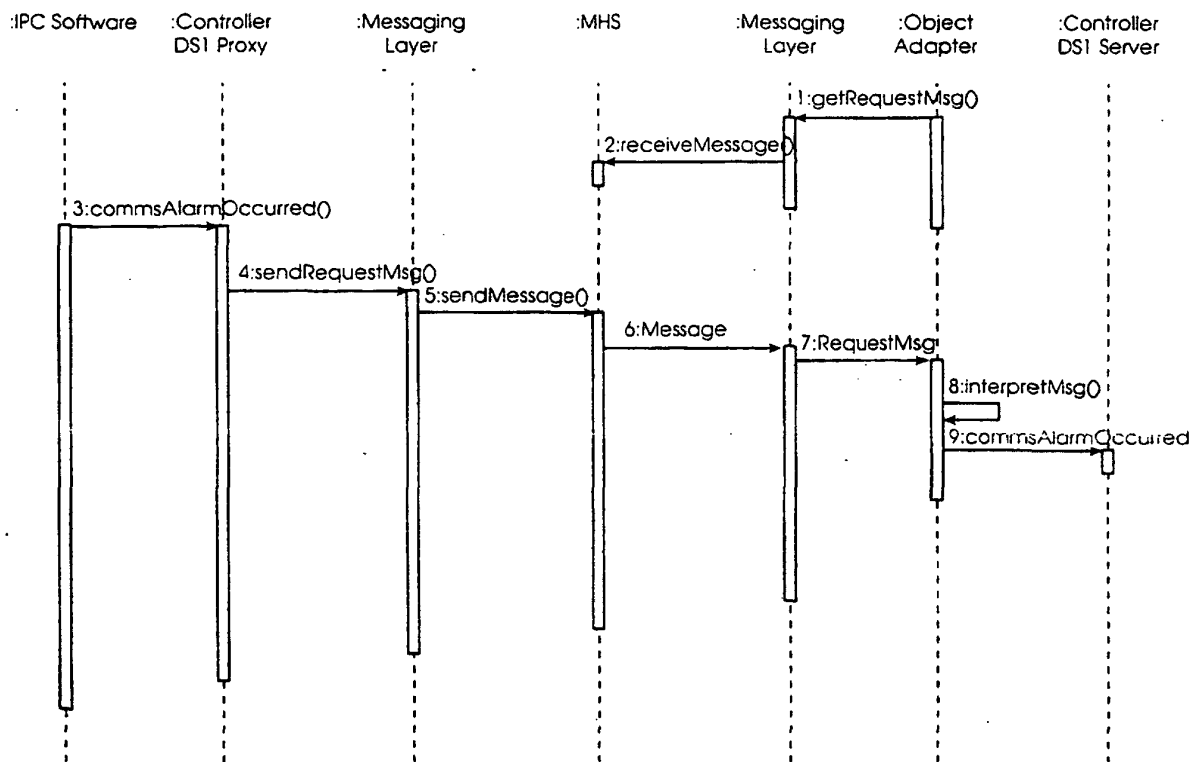 :IPC Software
:Controller
DS1 Proxy
:Messaging
Layer
:MHS
:Messaging
Layer
:Object
Adapter
:Controller
DS1 Server
1:getRequestMsg()
2:receiveMessage()
3:commsAlarmOccurred()
4:sendRequestMsg()
5:sendMessage()
6:Message
7:RequestMsg
8:interpretMsg()
9:commsAlarmOccurred